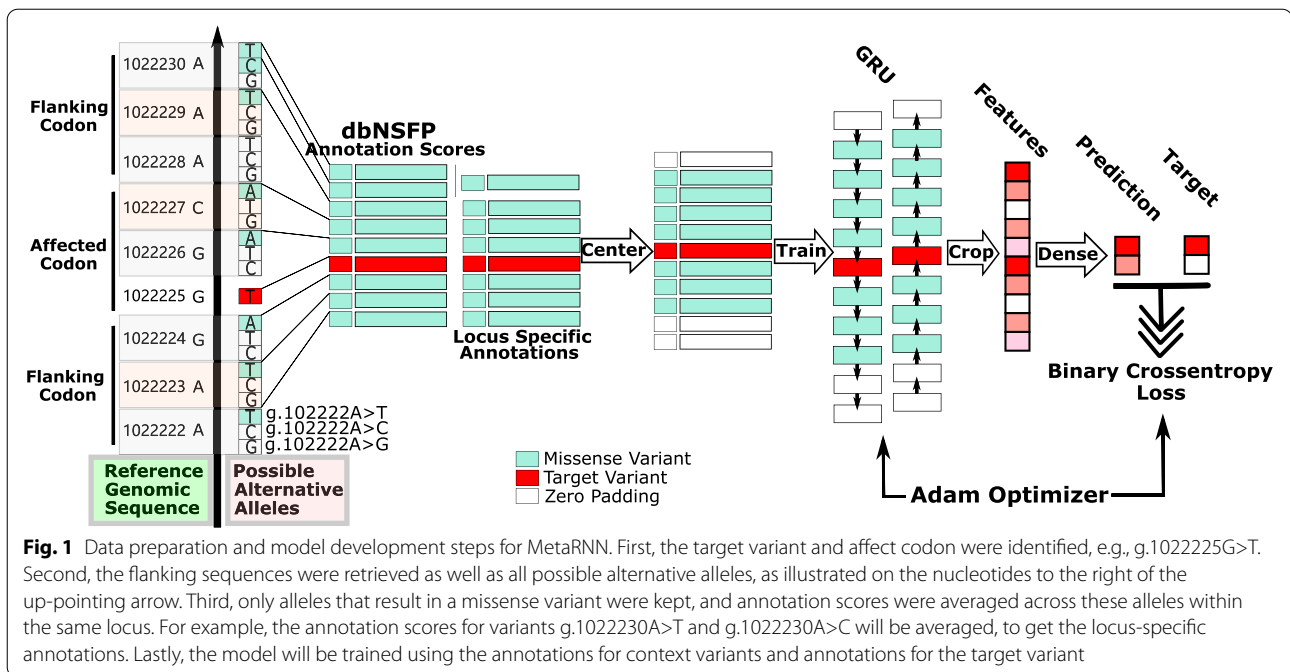 Flanking
Codon
Affected
Codon
Flanking
Codon
1022230 A
1022229 A
1022228 A
1022227 C
1022226 G
1022225 G
1022224 G
1022223 A
1022222 A
T
C
G
T
C
G
T
C
G
A
T
G
A
T
C
T
A
T
C
T
C
G
T
C
G
g.102222A>T
g.102222A>C
g.102222A>G
Reference
Genomic
Sequence
Possible
Alternative
Alleles
dbNSFP
Annotation Scores
Locus Specific
Annotations
Center
Train
GRU
Crop
Features
Dense
Prediction
Target
Binary Crossentropy
Loss
Adam Optimizer
Missense Variant
Target Variant
Zero Padding
Fig. 1 Data preparation and model development steps for MetaRNN. First, the target variant and affect codon were identified, e.g., g.1022225G>T.
Second, the flanking sequences were retrieved as well as all possible alternative alleles, as illustrated on the nucleotides to the right of the
up-pointing arrow. Third, only alleles that result in a missense variant were kept, and annotation scores were averaged across these alleles within
the same locus. For example, the annotation scores for variants g.1022230A>T and g.1022230A>C will be averaged, to get the locus-specific
annotations. Lastly, the model will be trained using the annotations for context variants and annotations for the target variant